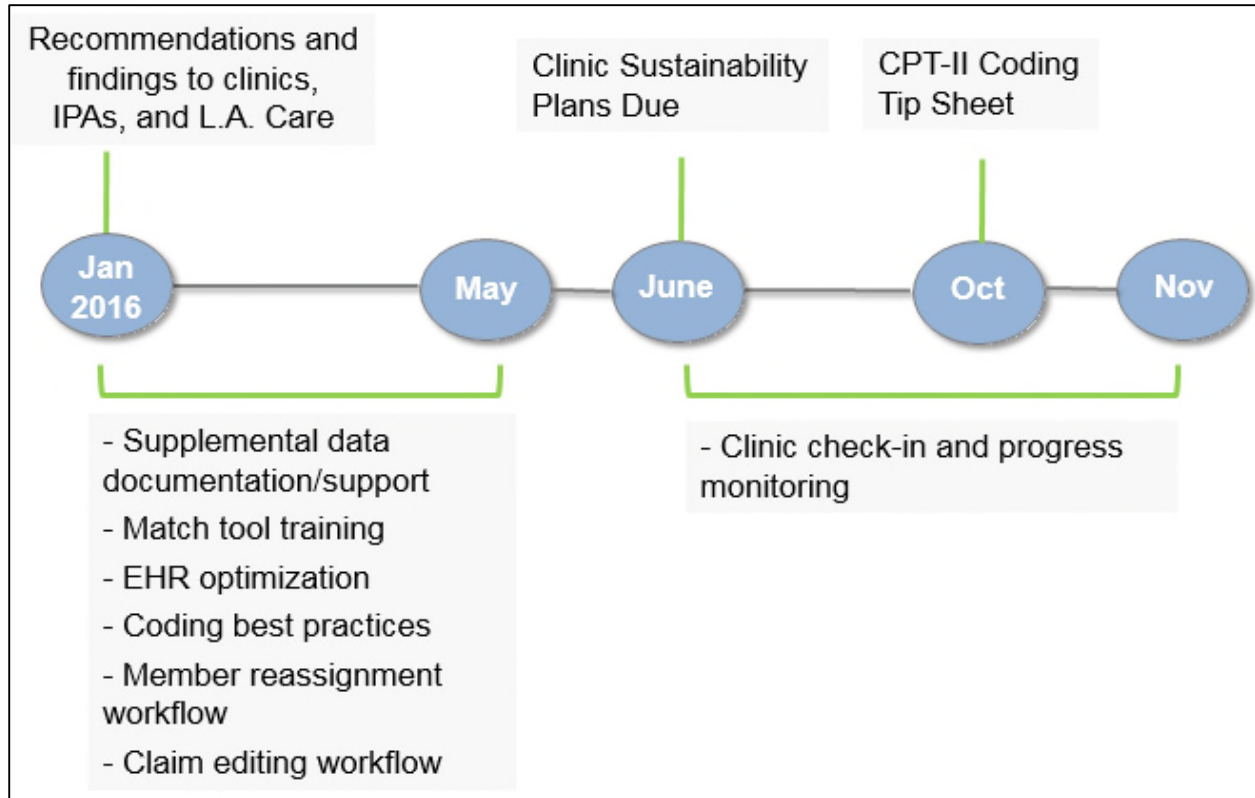 Recommendations and
findings to clinics,
IPAs, and L.A. Care
Clinic Sustainability
Plans Due
CPT-II Coding
Tip Sheet
Jan
2016
May
June
Oct
Nov
- Supplemental data
documentation/support
- Match tool training
- EHR optimization
- Coding best practices
- Member reassignment
workflow
- Claim editing workflow
- Clinic check-in and progress
monitoring